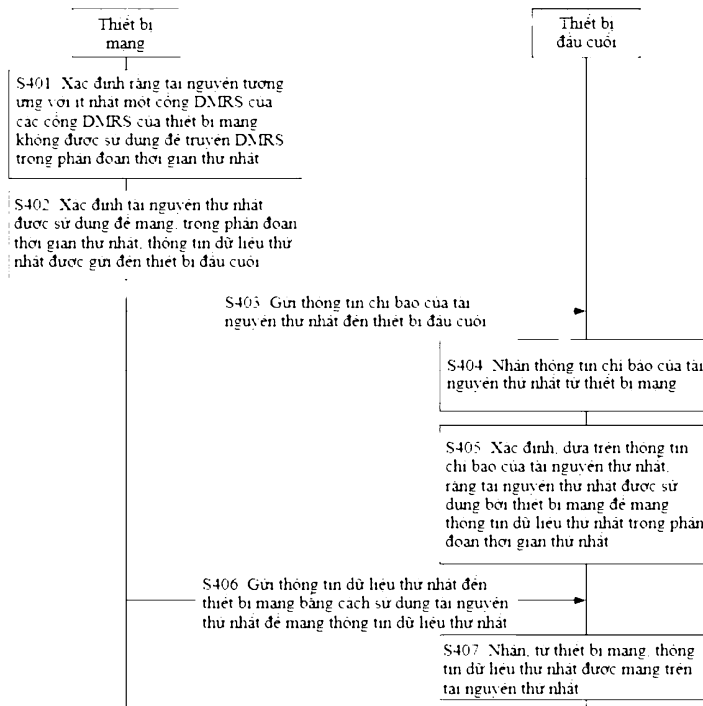 Thiết bị
mạng
Thiết bị
đầu cuối
S401 Xác định rằng tài nguyên tương
ứng với ít nhất một cổng DMRS của
các cổng DMRS của thiết bị mạng
không được sử dụng để truyền DMRS
trong phân đoạn thời gian thứ nhất
S402 Xác định tài nguyên thứ nhất
được sử dụng để mang, trong phân đoạn
thời gian thứ nhất, thông tin dữ liệu thứ
nhất được gửi đến thiết bị đầu cuối
S403 Gửi thông tin chỉ báo của tài
nguyên thứ nhất đến thiết bị đầu cuối
S404 Nhận thông tin chỉ báo của tài
nguyên thứ nhất từ thiết bị mạng
S405 Xác định, dựa trên thông tin
chỉ báo của tài nguyên thứ nhất,
rằng tài nguyên thứ nhất được sử
dụng bởi thiết bị mạng để mang
thông tin dữ liệu thứ nhất trong phân
đoạn thời gian thứ nhất
S406 Gửi thông tin dữ liệu thứ nhất đến
thiết bị mạng bằng cách sử dụng tài nguyên
thứ nhất để mang thông tin dữ liệu thứ nhất
S407 Nhận, từ thiết bị mạng, thông
tin dữ liệu thứ nhất được mang trên
tài nguyên thứ nhất